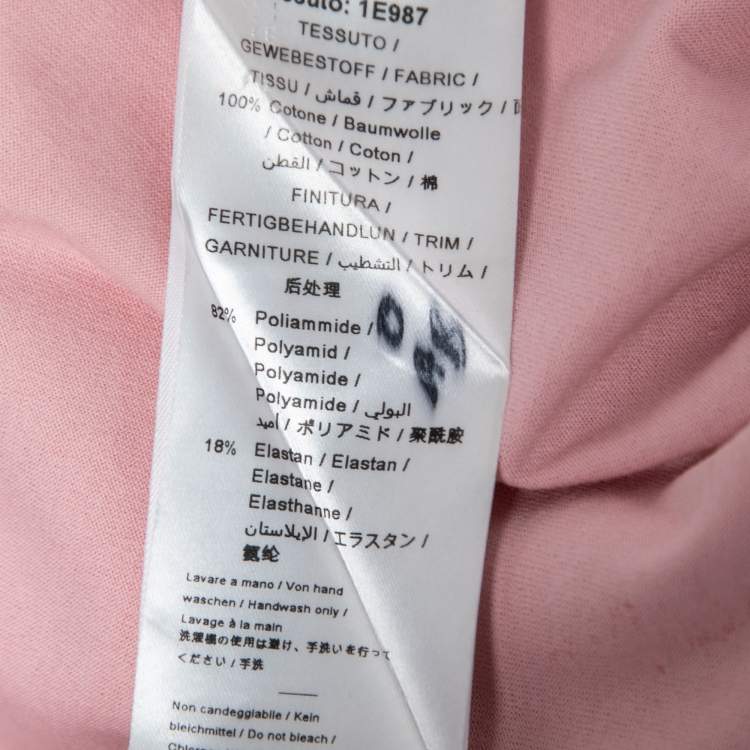 ssuto: 1E987
TESSUTO /
GEWEBESTOFF / FABRIC /
TISSU / قماش / ファブリック /
100% Cotone / Baumwolle
/ Cotton / Coton /
القطن / コットン / 棉
FINITURA /
FERTIGBEHANDLUN / TRIM /
GARNITURE / التشطيب / トリム /
后处理
82% Poliammide /
Polyamid /
Polyamide /
Polyamide / البولي
أميد / ポリアミド / 聚酰胺
18% Elastan / Elastan /
Elastane /
Elasthanne /
الإيلاستان / エラスタン /
氨纶
Lavare a mano / Von hand
waschen / Handwash only /
Lavage à la main
洗濯機の使用は避け、手洗いを行って
ください / 手洗
Non candeggiabile / Kein
bleichmittel / Do not bleach /